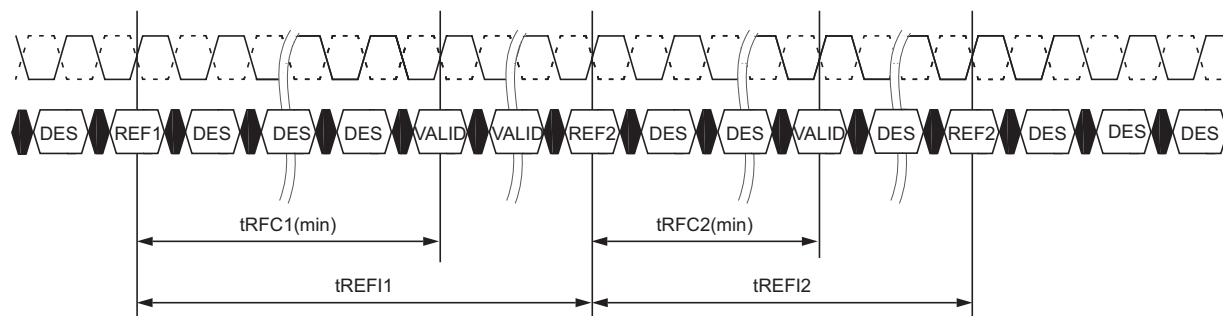 DES REF1 DES DES DES VALID VALID REF2 DES DES VALID DES REF2 DES DES DES
tRFC1(min) tRFC2(min)
tREFI1 tREFI2